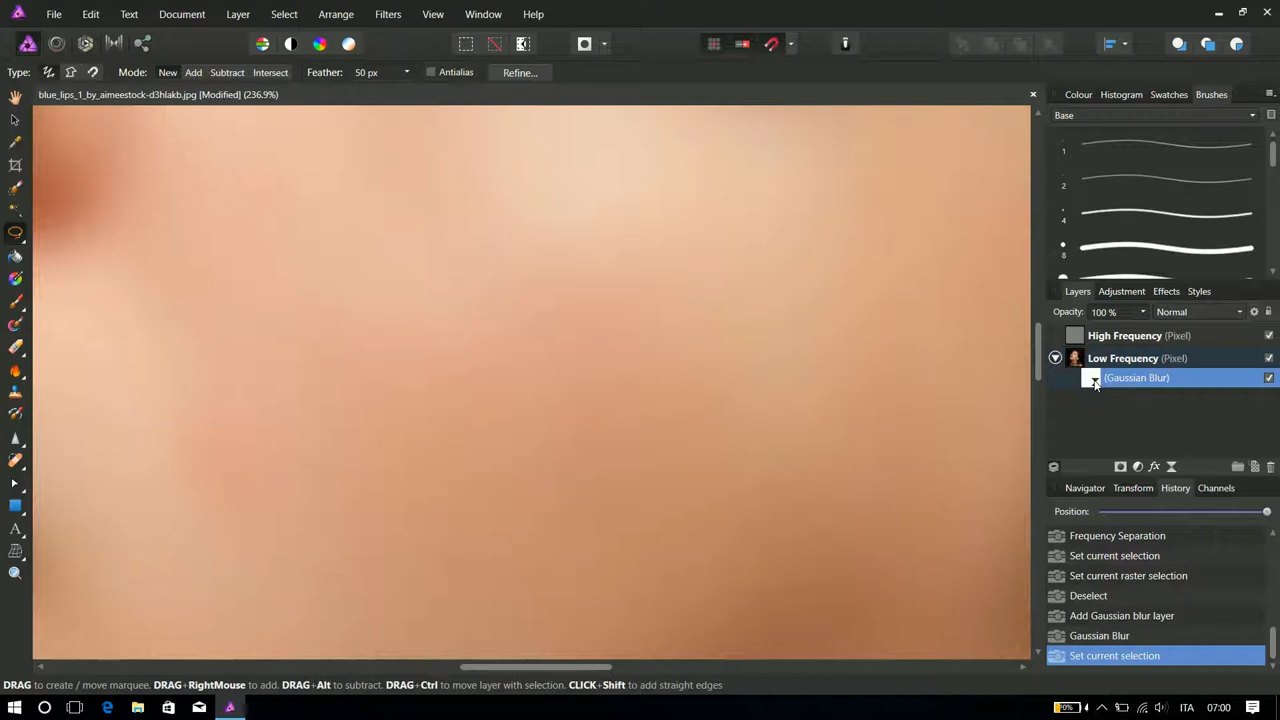 File Edit Text Document Layer Select Arrange Filters View Window Help
Type: Mode: New Add Subtract Intersect Feather: 50 px Antialias Refine...
blue_lips_1_by_aimeestock-d3hlakb.jpg [Modified] (236.9%)
Colour Histogram Swatches Brushes
Base
1
2
4
8
Layers Adjustment Effects Styles
Opacity: 100 % Normal
High Frequency (Pixel)
Low Frequency (Pixel)
(Gaussian Blur)
fx
Navigator Transform History Channels
Position:
Frequency Separation
Set current selection
Set current raster selection
Deselect
Add Gaussian blur layer
Gaussian Blur
Set current selection
DRAG to create / move marquee. DRAG+RightMouse to add. DRAG+Alt to subtract. DRAG+Ctrl to move layer with selection. CLICK+Shift to add straight edges
ITA 07:00